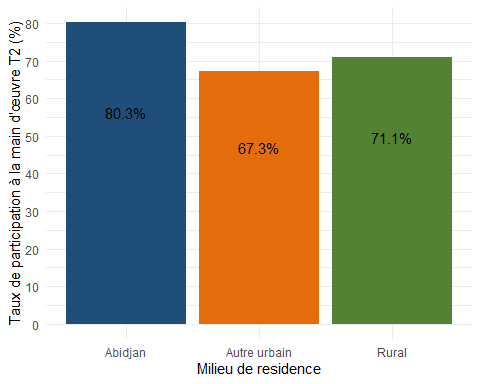 Taux de participation à la main d'œuvre T2 (%)
80
70
60
50
40
30
20
10
0
80.3%
67.3%
71.1%
Abidjan
Autre urbain
Rural
Milieu de residence